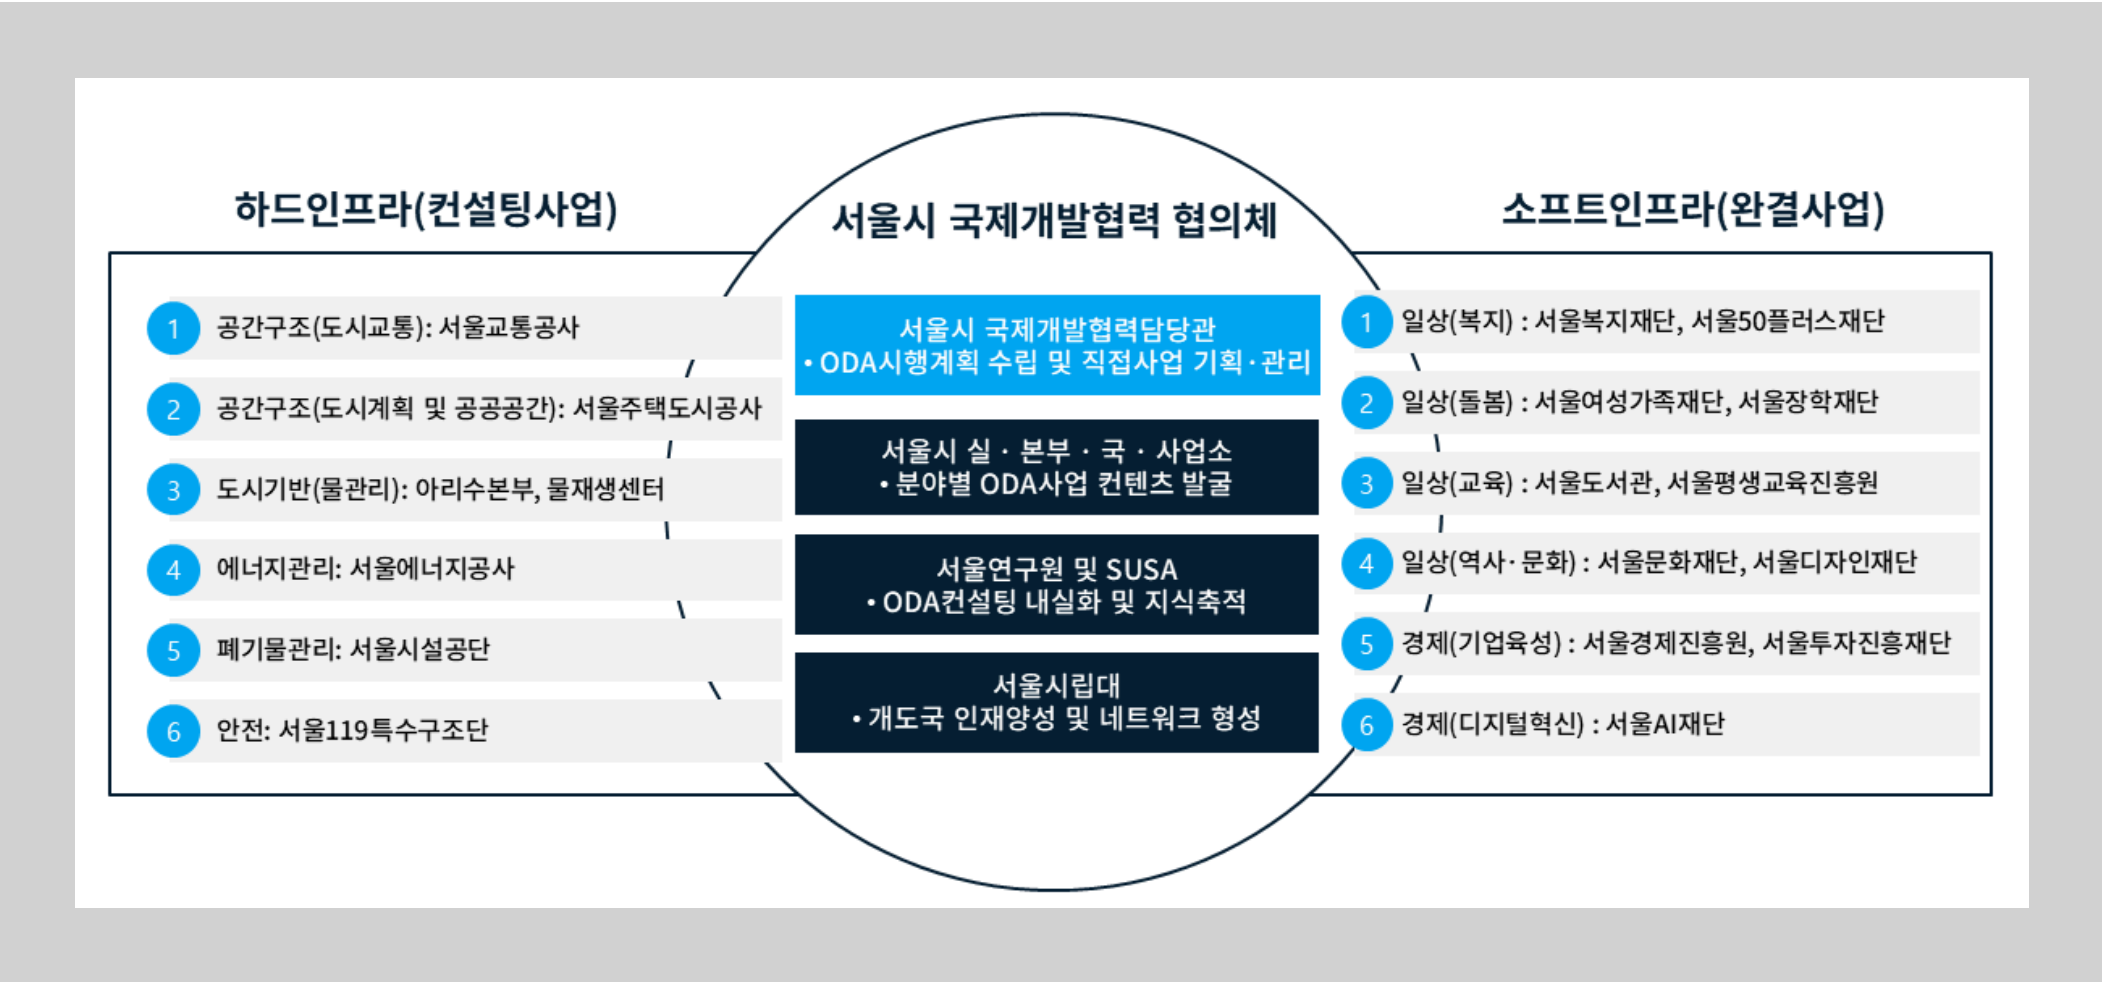 하드인프라(컨설팅사업)
1 공간구조(도시교통): 서울교통공사
2 공간구조(도시계획 및 공공공간): 서울주택도시공사
3 도시기반(물관리): 아리수본부, 물재생센터
4 에너지관리: 서울에너지공사
5 폐기물관리: 서울시설공단
6 안전: 서울119특수구조단
서울시 국제개발협력 협의체
서울시 국제개발협력담당관
• ODA시행계획 수립 및 직접사업 기획·관리
서울시 실 · 본부 · 국 · 사업소
• 분야별 ODA사업 컨텐츠 발굴
서울연구원 및 SUSA
• ODA컨설팅 내실화 및 지식축적
서울시립대
• 개도국 인재양성 및 네트워크 형성
소프트인프라(완결사업)
1 일상(복지) : 서울복지재단, 서울50플러스재단
2 일상(돌봄) : 서울여성가족재단, 서울장학재단
3 일상(교육) : 서울도서관, 서울평생교육진흥원
4 일상(역사· 문화) : 서울문화재단, 서울디자인재단
5 경제(기업육성) : 서울경제진흥원, 서울투자진흥재단
6 경제(디지털혁신) : 서울AI재단